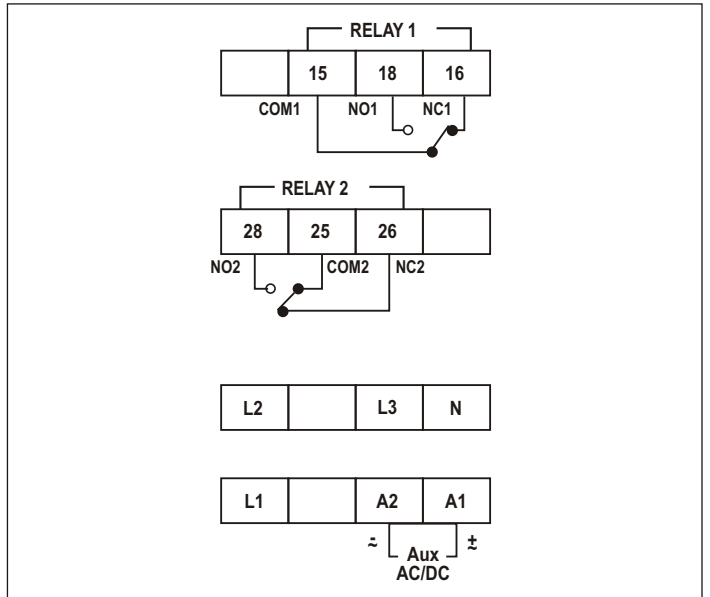 RELAY 1
15 18 16
COM1 NO1 NC1
RELAY 2
28 25 26
NO2 COM2 NC2
L2 L3 N
L1 A2 A1
- ~ Aux ± ~
AC/DC